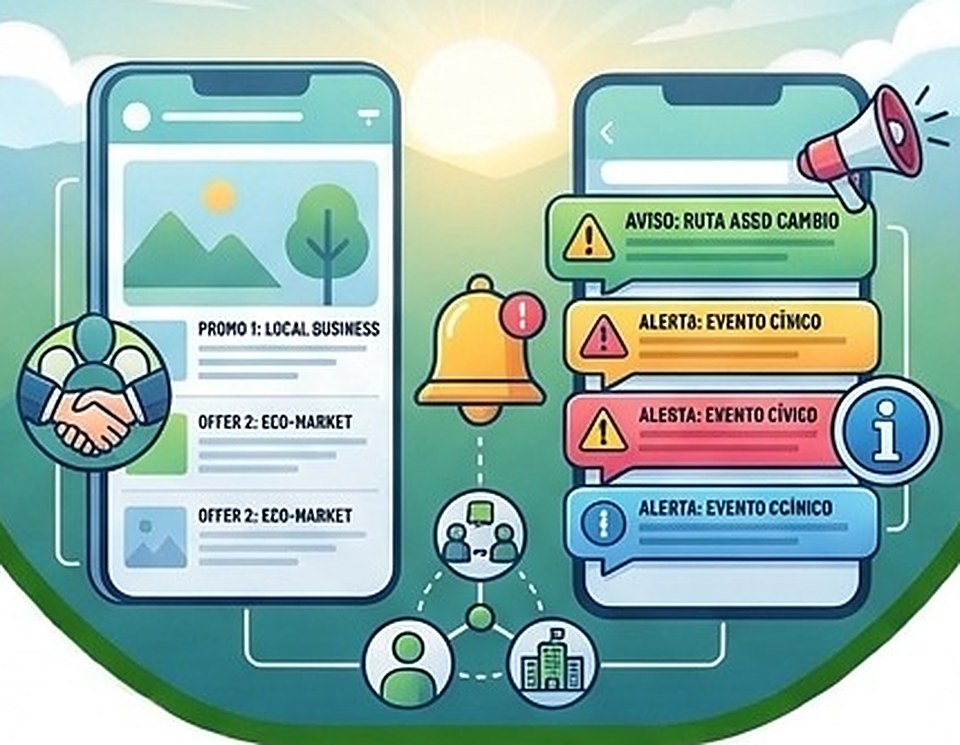 PROMO 1: LOCAL BUSINESS
OFFER 2: ECO-MARKET
OFFER 2: ECO-MARKET
AVISO: RUTA ASSD CAMBIO
ALERTA: EVENTO CÍMCO
ALESTA: EVENTO CÍVICO
ALERTA: EVENTO CCÍNICO